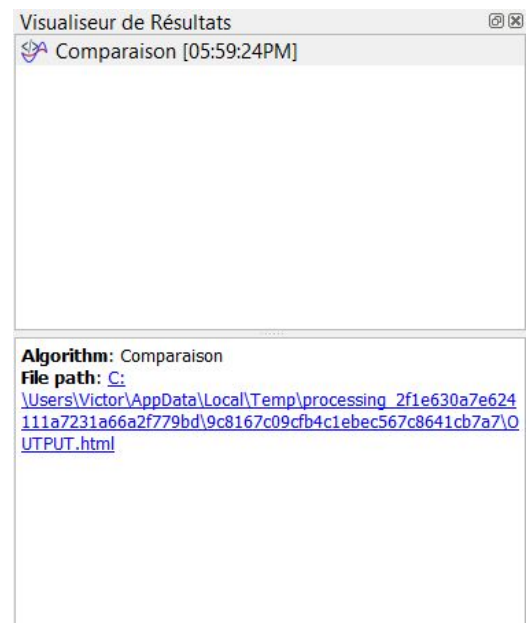 Visualiseur de Résultats
Comparaison [05:59:24PM]
Algorithm: Comparaison
File path: C:
\Users\Victor\AppData\Local\Temp\processing_2f1e630a7e624
111a7231a66a2f779bd\9c8167c09cfb4c1ebec567c8641cb7a7\O
UTPUT.html